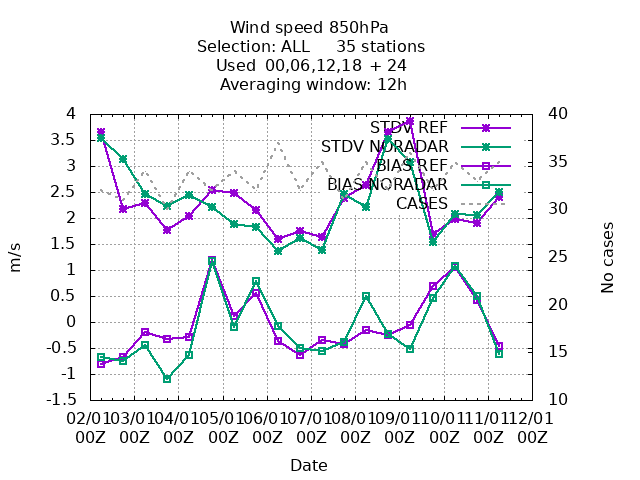 Wind speed 850hPa
Selection: ALL 35 stations
Used 00,06,12,18 + 24
Averaging window: 12h
4
3.5
3
2.5
2
1.5
1
0.5
0
-0.5
-1
-1.5
m/s
40
35
30
25
20
15
10
No cases
STDV REF
STDV NORADAR
BIAS REF
BIAS NORADAR
CASES
02/01 03/01 04/01 05/01 06/01 07/01 08/01 09/01 10/01 11/01 12/01
00Z 00Z 00Z 00Z 00Z 00Z 00Z 00Z 00Z 00Z 00Z
Date